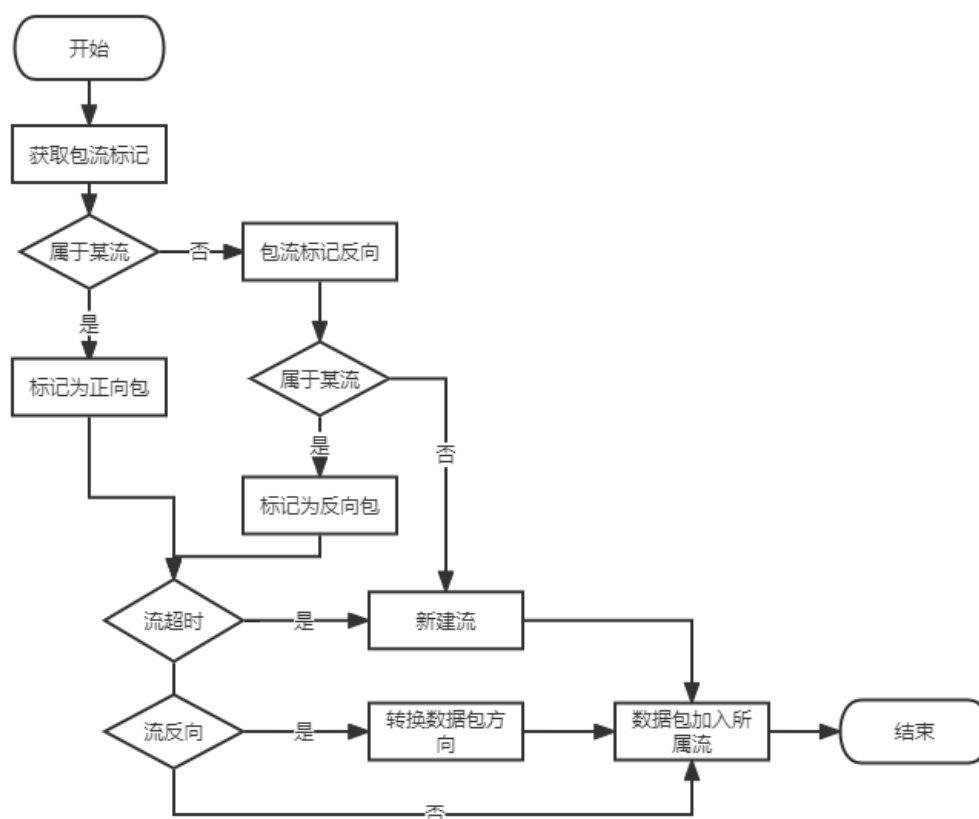 开始
获取包流标记
属于某流
否
包流标记反向
是
属于某流
标记为正向包
是
否
标记为反向包
流超时
是
新建流
流反向
是
转换数据包方
向
数据包加入所
属流
结束
否